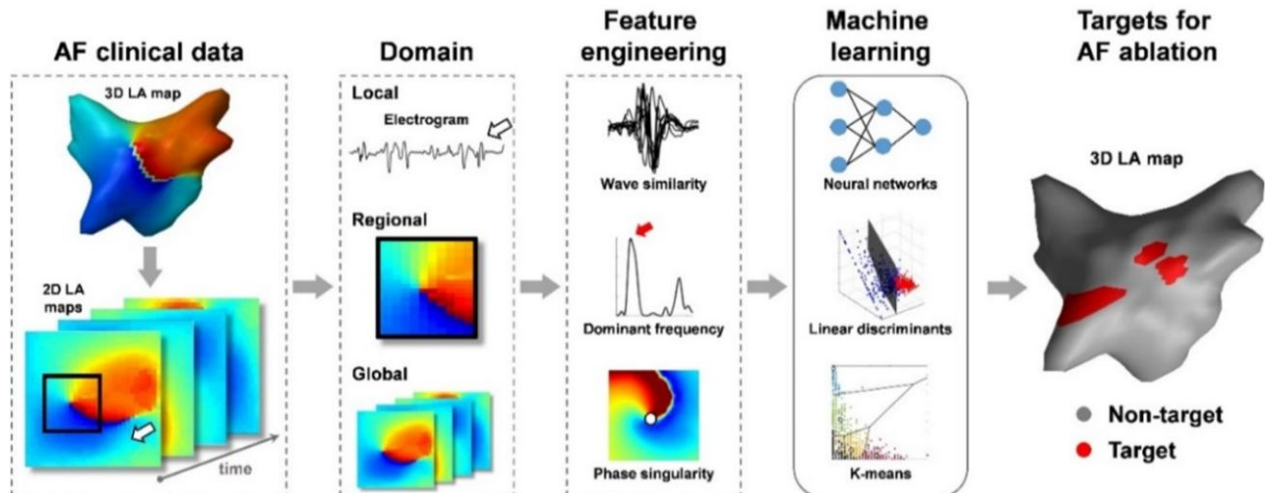 AF clinical data
3D LA map
2D LA
maps
time
Domain
Local
Electrogram
Regional
Global
Feature
engineering
Wave similarity
Dominant frequency
Phase singularity
Machine
learning
Neural networks
Linear discriminants
K-means
Targets for
AF ablation
3D LA map
Non-target
Target